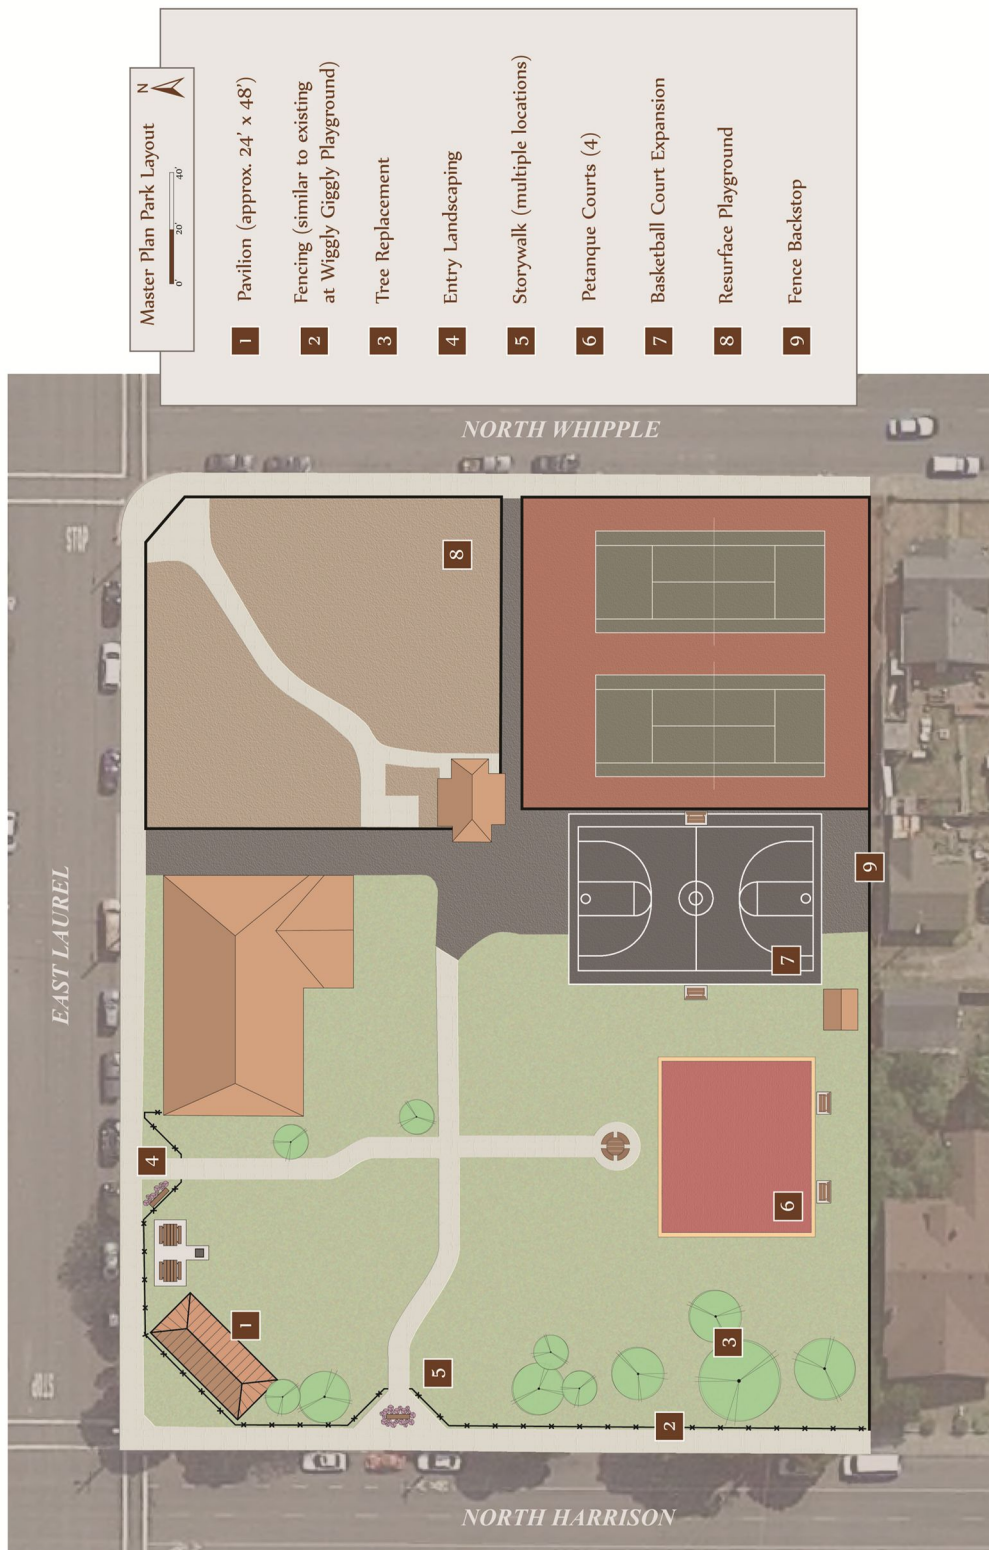 Master Plan Park Layout
N
0' 20' 40'
1 Pavilion (approx. 24' x 48')
2 Fencing (similar to existing
at Wiggly Giggly Playground)
3 Tree Replacement
4 Entry Landscaping
5 Storywalk (multiple locations)
6 Petanque Courts (4)
7 Basketball Court Expansion
8 Resurface Playground
9 Fence Backstop
NORTH WHIPPLE
STOP
8
EAST LAUREL
9
7
4
6
1
3
5
STOP
2
NORTH HARRISON